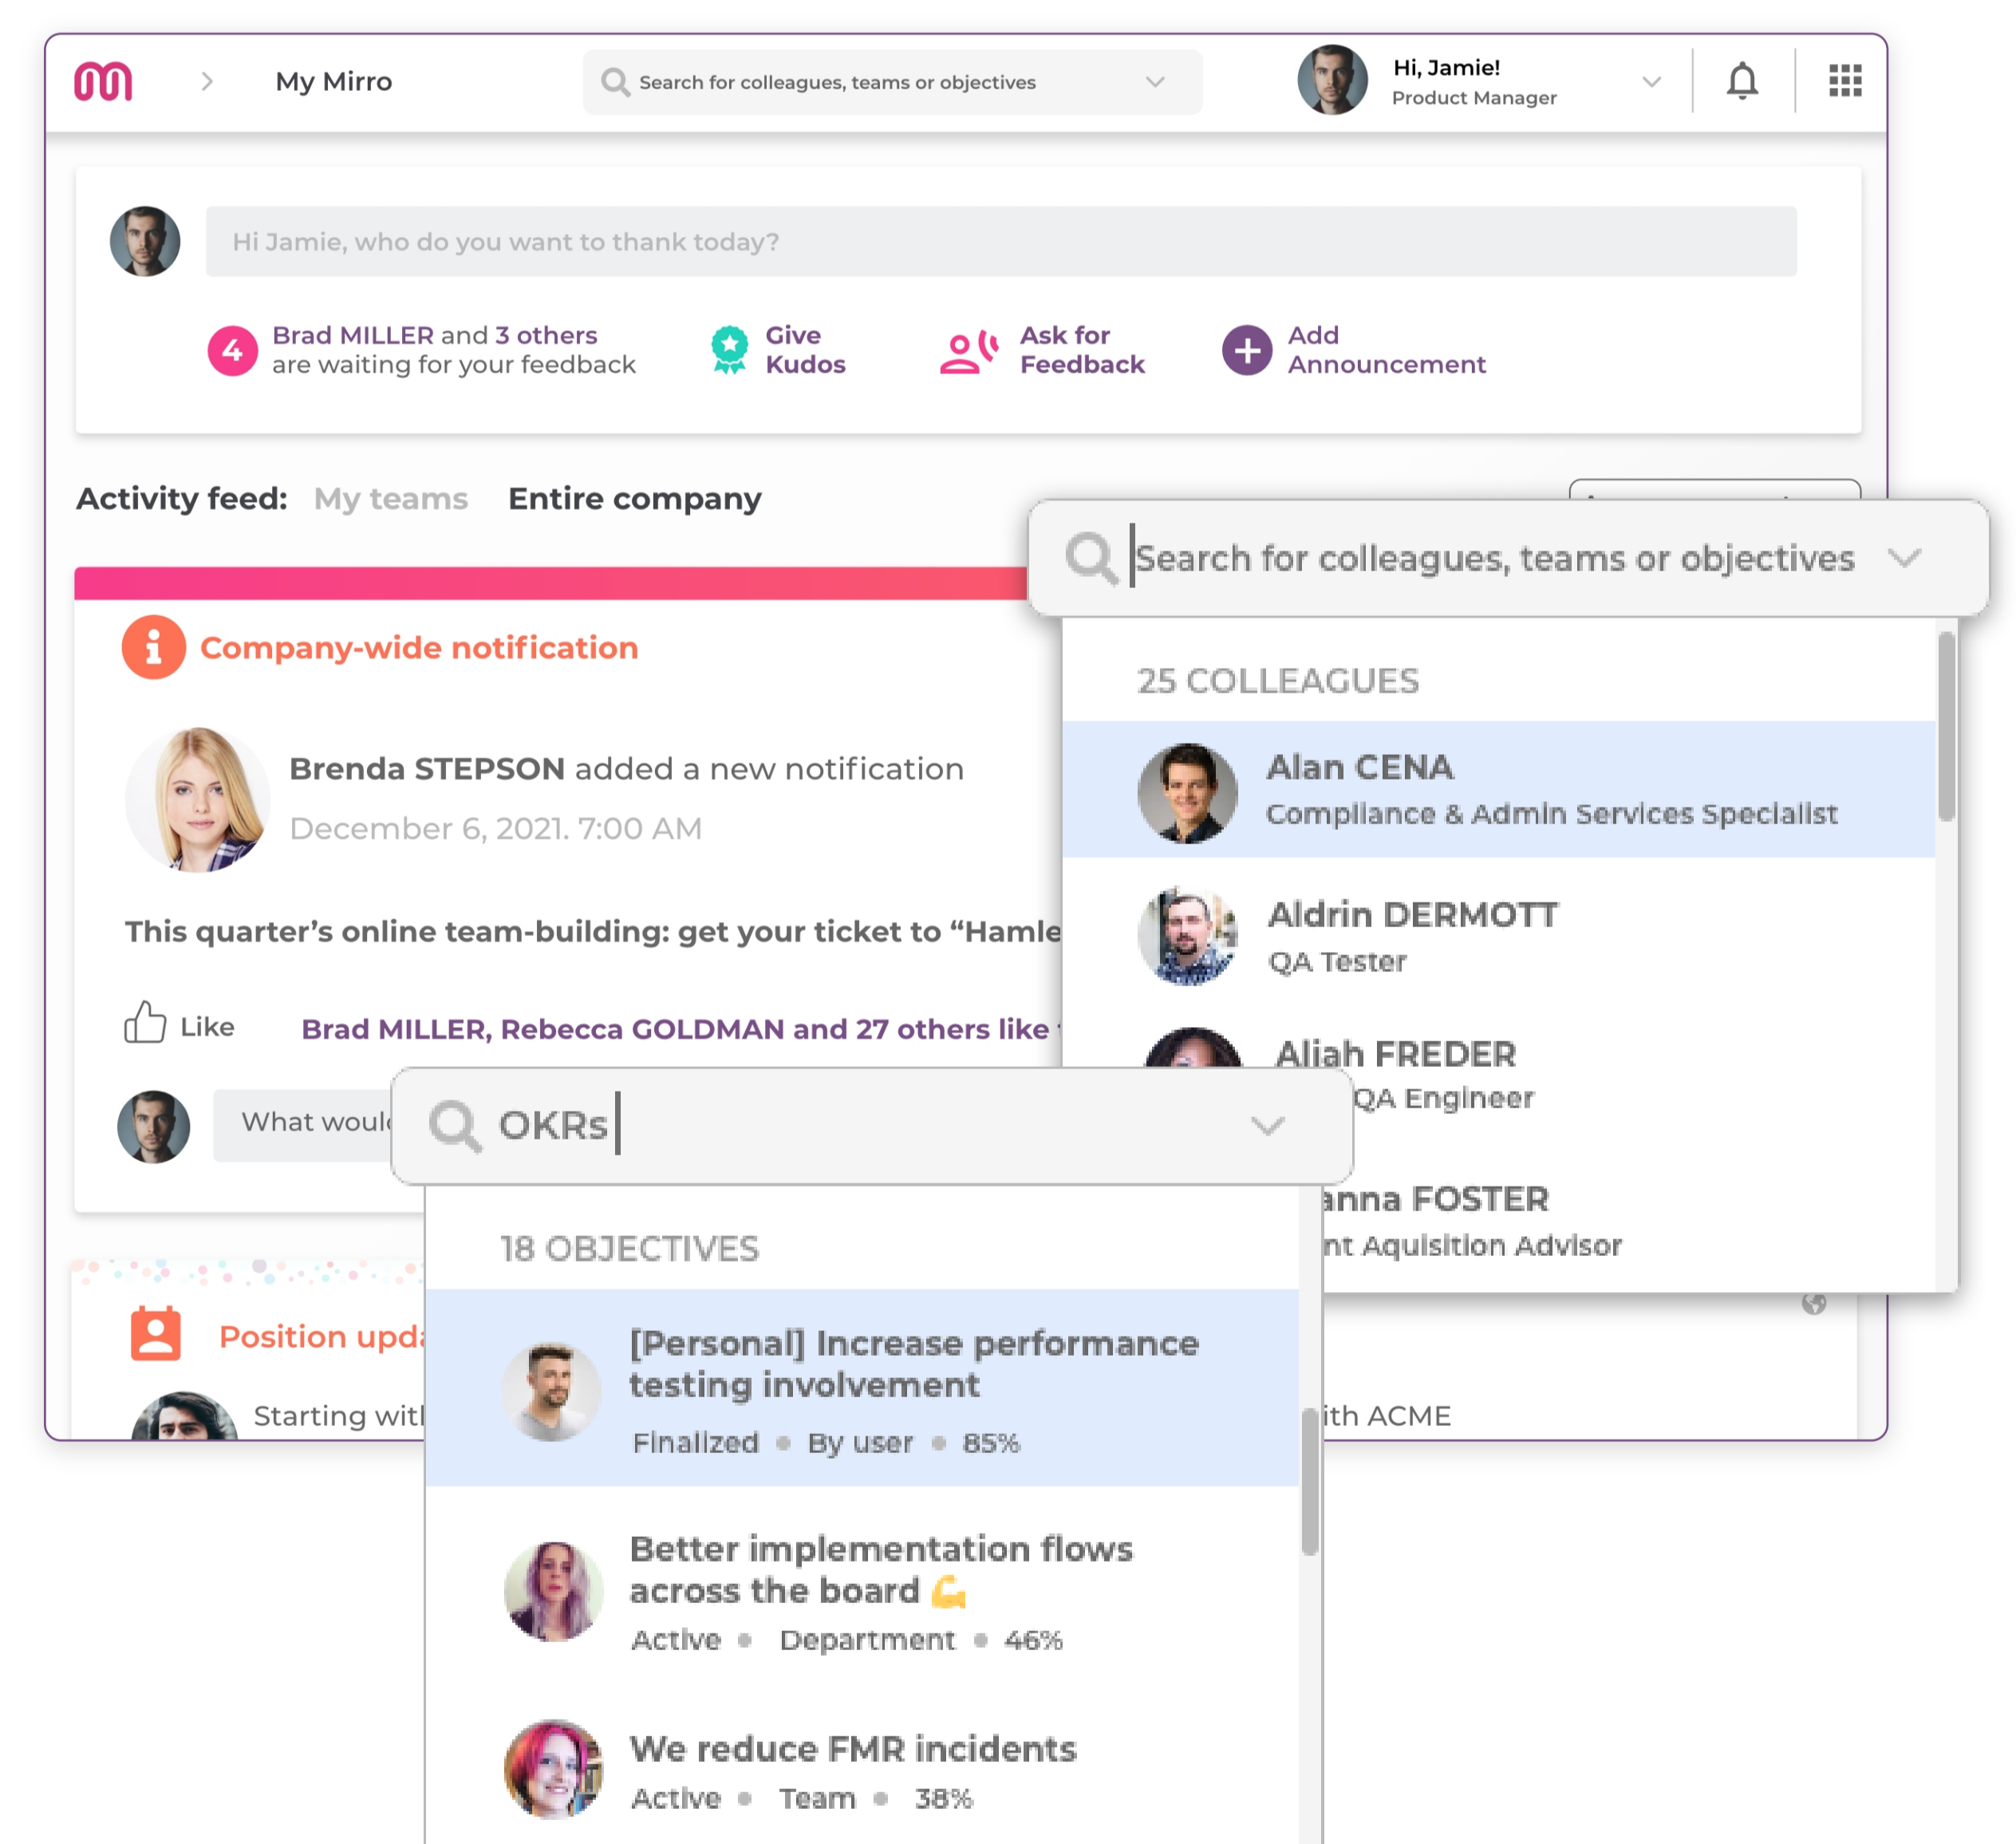 My Mirro
Search for colleagues, teams or objectives
Hi, Jamie!
Product Manager
Hi Jamie, who do you want to thank today?
4
Brad MILLER and 3 others
are waiting for your feedback
Give
Kudos
Ask for
Feedback
Add
Announcement
Activity feed: My teams Entire company
Company-wide notification
Brenda STEPSON added a new notification
December 6, 2021. 7:00 AM
This quarter's online team-building: get your ticket to “Hamle
Like
Brad MILLER, Rebecca GOLDMAN and 27 others like
What would
Position upda
Starting with
ith ACME
Search for colleagues, teams or objectives
25 COLLEAGUES
Alan CENA
Compliance & Admin Services Specialist
Aldrin DERMOTT
QA Tester
Aliah FREDER
QA Engineer
anna FOSTER
nt Aquisition Advisor
OKRs
18 OBJECTIVES
[Personal] Increase performance
testing involvement
Finalized • By user • 85%
Better implementation flows
across the board 💪
Active • Department • 46%
We reduce FMR incidents
Active • Team • 38%